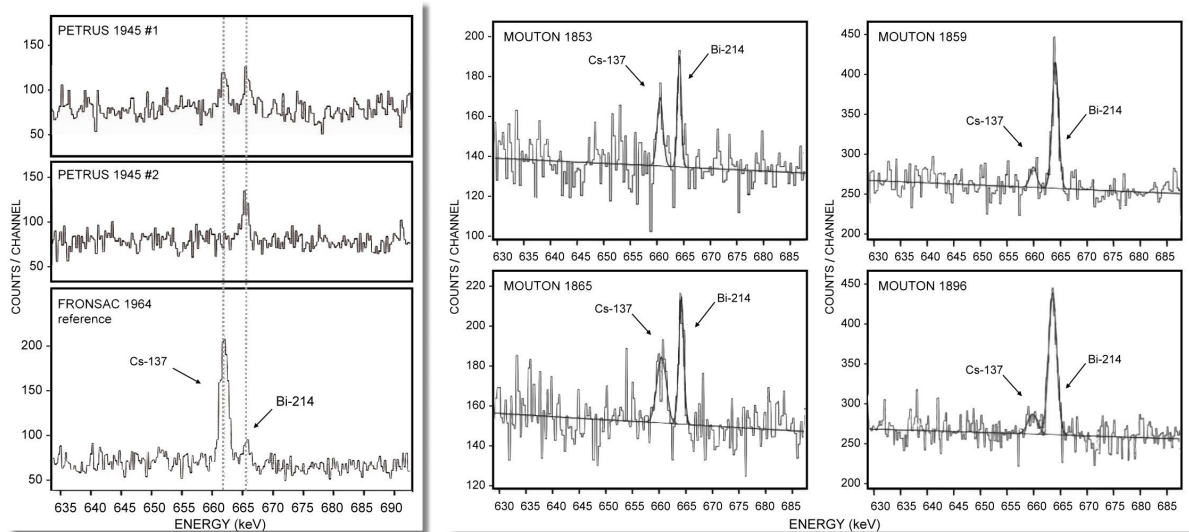 PETRUS 1945 #1
150
100
50
PETRUS 1945 #2
150
100
50
FRONSAC 1964
reference
200
150
100
50
Cs-137
Bi-214
635 640 645 650 655 660 665 670 675 680 685 690
ENERGY (keV)
COUNTS / CHANNEL
MOUTON 1853
Cs-137
Bi-214
200
180
160
140
120
100
630 635 640 645 650 655 660 665 670 675 680 685
COUNTS / CHANNEL
MOUTON 1859
Cs-137
Bi-214
450
400
350
300
250
200
630 635 640 645 650 655 660 665 670 675 680 685
COUNTS / CHANNEL
MOUTON 1865
Cs-137
Bi-214
220
200
180
160
140
120
630 635 640 645 650 655 660 665 670 675 680 685
MOUTON 1896
Cs-137
Bi-214
450
400
350
300
250
200
630 635 640 645 650 655 660 665 670 675 680 685
ENERGY (keV)